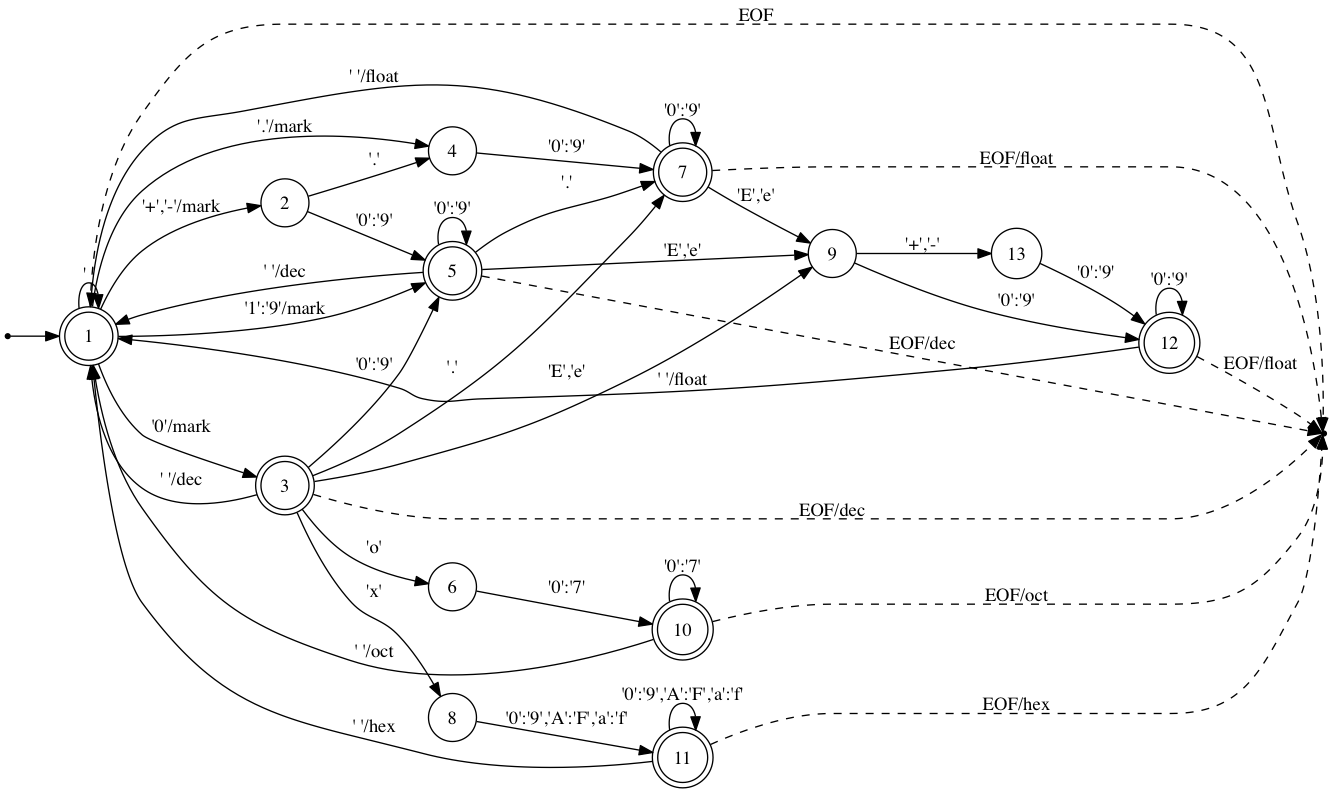 EOF
' '/float
'0':'9'
'.'/mark
'.'
4
'0':'9'
EOF/float
'+','-'/mark
2
'.'
7
'E','e'
'0':'9'
'0':'9'
'+','-'
' '
' '/dec
5
'E','e'
9
13
'0':'9'
'0':'9'
'1':'9'/mark
'0':'9'
1
EOF/dec
12
EOF/float
'0':'9'
'.'
'E','e'
' '/float
'0'/mark
' '/dec
3
EOF/dec
'o'
'0':'7'
'x'
6
'0':'7'
EOF/oct
10
' '/oct
'0':'9','A':'F','a':'f'
8
'0':'9','A':'F','a':'f'
EOF/hex
' '/hex
11